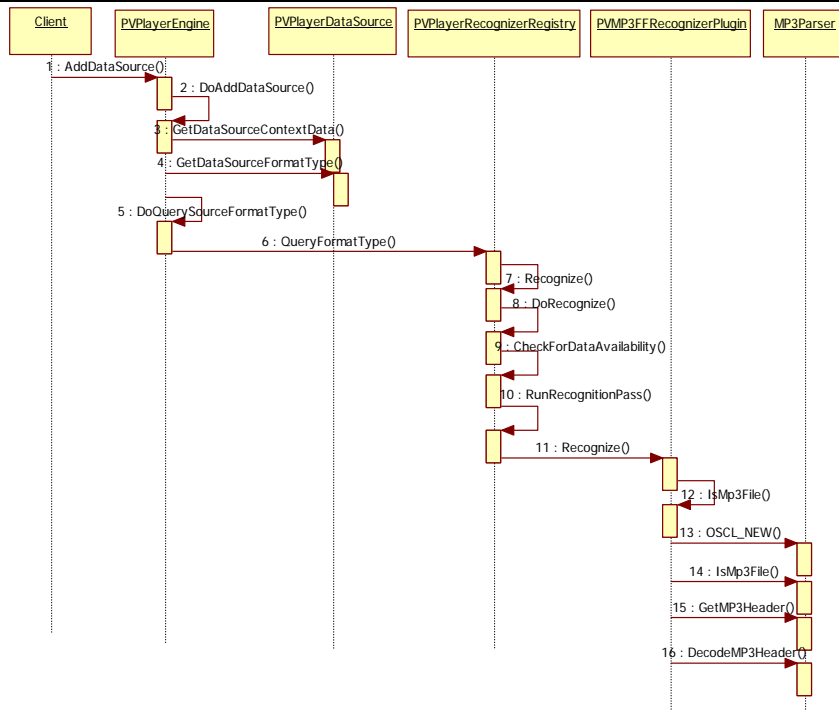 Client
PVPlayerEngine
PVPlayerDataSource
PVPlayerRecognizerRegistry
PVMP3FFRecognizerPlugin
MP3Parser
1 : AddDataSource()
2 : DoAddDataSource()
3 : GetDataSourceContextData()
4 : GetDataSourceFormatType()
5 : DoQuerySourceFormatType()
6 : QueryFormatType()
7 : Recognize()
8 : DoRecognize()
9 : CheckForDataAvailability()
10 : RunRecognitionPass()
11 : Recognize()
12 : IsMp3File()
13 : OSCL_NEW()
14 : IsMp3File()
15 : GetMP3Header()
16 : DecodeMP3Header()